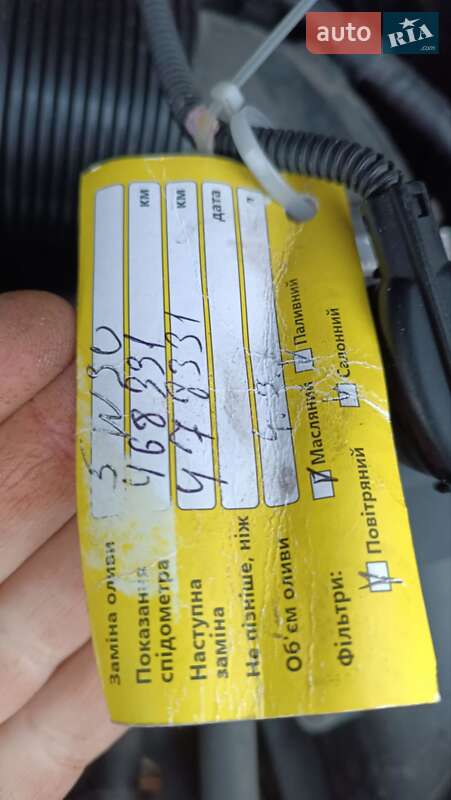 auto RIA
.com
Заміна оливи 5W30
Показання
спідометра 468331 км
Наступна
заміна 478331 км
Не пізніше, ніж дата
Об'єм оливи л
Фільтри: Масляний Паливний
Повітряний Салонний